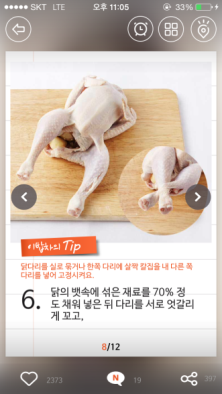 SKT LTE 오후 11:05 33%
이밥차의 Tip
닭다리를 실로 묶거나 한쪽 다리에 살짝 칼집을 내 다른 쪽
다리를 넣어 고정시켜요.
6. 닭의 뱃속에 섞은 재료를 70% 정
도 채워 넣은 뒤 다리를 서로 엇갈리
게 꼬고,
8/12
2373 N 19 397